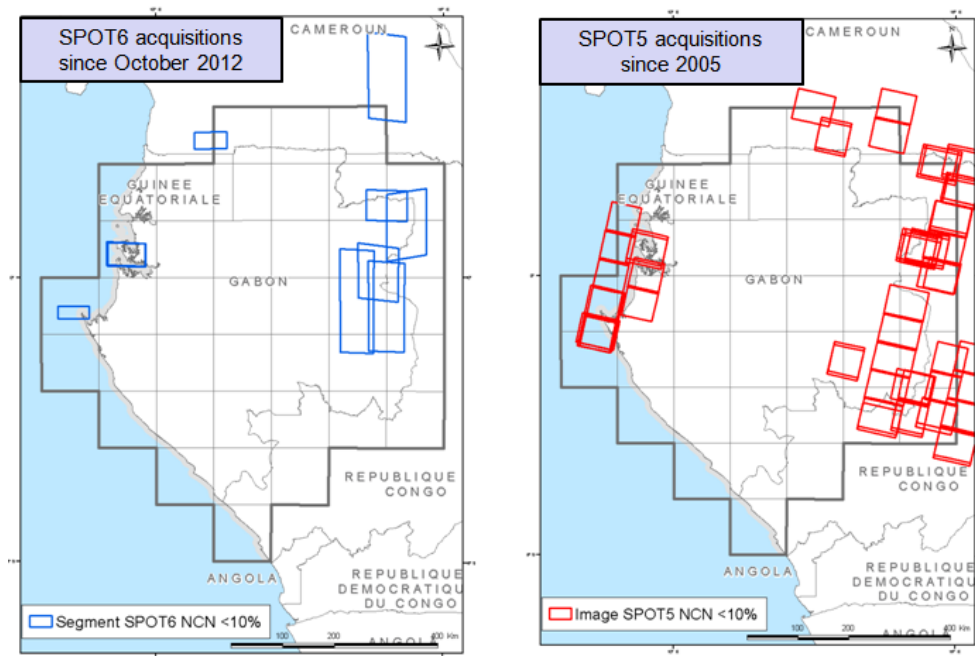 SPOT6 acquisitions
since October 2012
CAMEROUN
N
GUINEE
EQUATORIALE
GABON
REPUBLIQUE
CONGO
ANGOLA
REPUBLIQUE
DEMOCRATIQUE
DU CONGO
ANGOLA
Segment SPOT6 NCN <10%
100 200 400 Km
SPOT5 acquisitions
since 2005
CAMEROUN
N
GUINEE
EQUATORIALE
GABON
REPUBLIQUE
CONGO
ANGOLA
REPUBLIQUE
DEMOCRATIQU
DU CONGO
ANGOLA
Image SPOT5 NCN <10%
100 200 400 Km